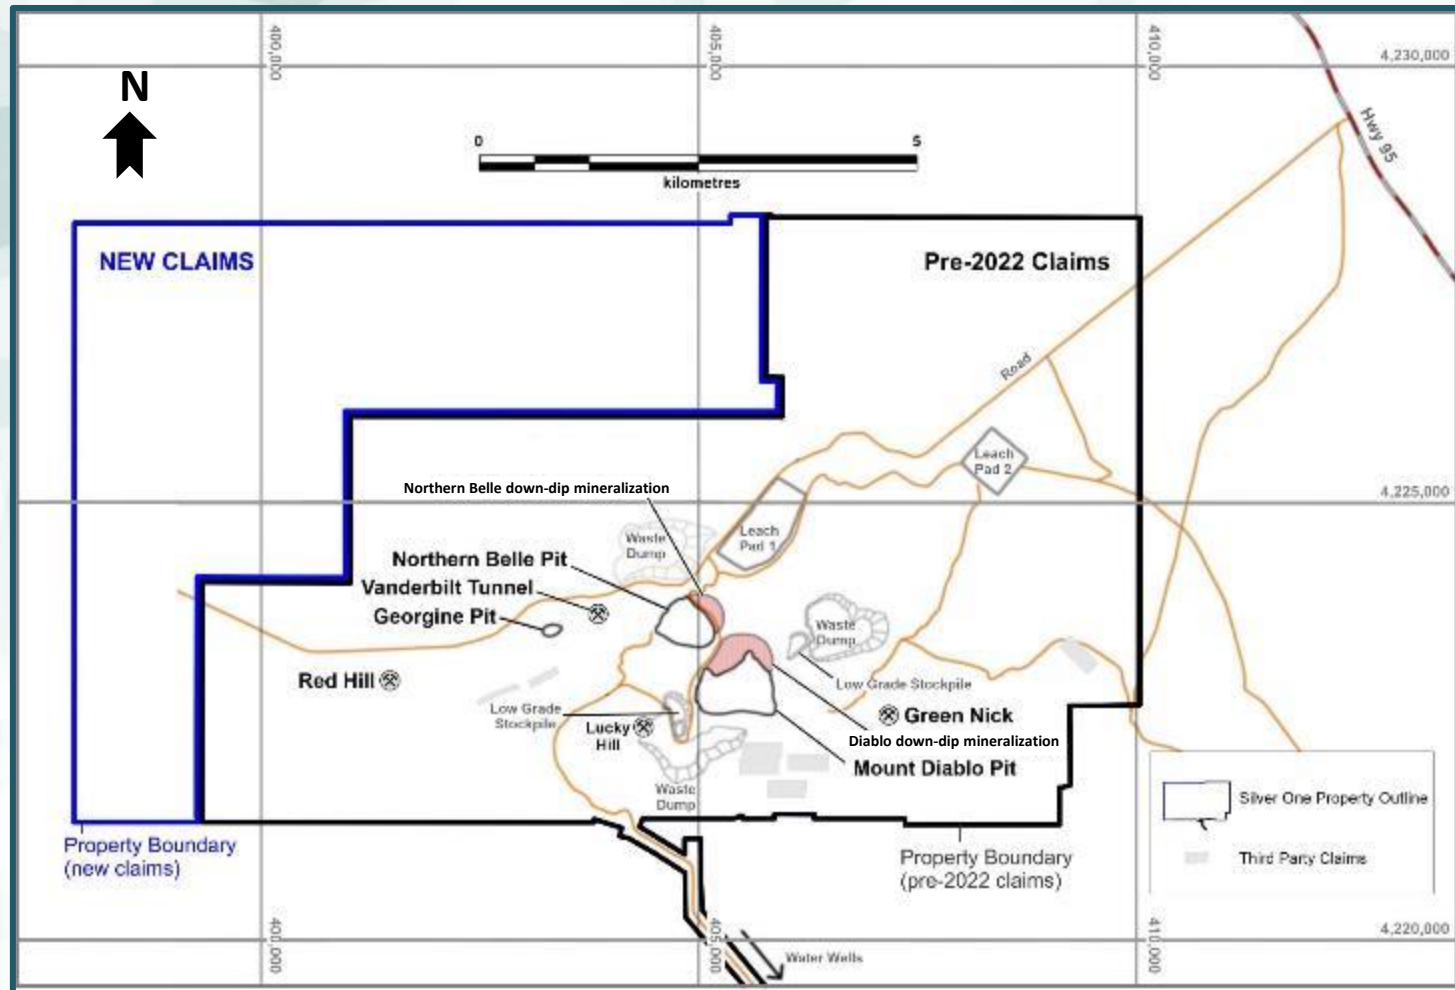 400,000
405,000
410,000
4,230,000
N
Hwy 95
0
5
kilometres
NEW CLAIMS
Pre-2022 Claims
Road
Leach
Pad 2
Northern Belle down-dip mineralization
4,225,000
Waste
Dump
Leach
Pad 1
Northern Belle Pit
Vanderbilt Tunnel
Georgine Pit
Waste
Dump
Red Hill
Low Grade Stockpile
Low Grade
Stockpile
Lucky
Hill
Green Nick
Diablo down-dip mineralization
Mount Diablo Pit
Waste
Dump
Silver One Property Outline
Third Party Claims
Property Boundary
(new claims)
Property Boundary
(pre-2022 claims)
400,000
405,000
410,000
4,220,000
Water Wells